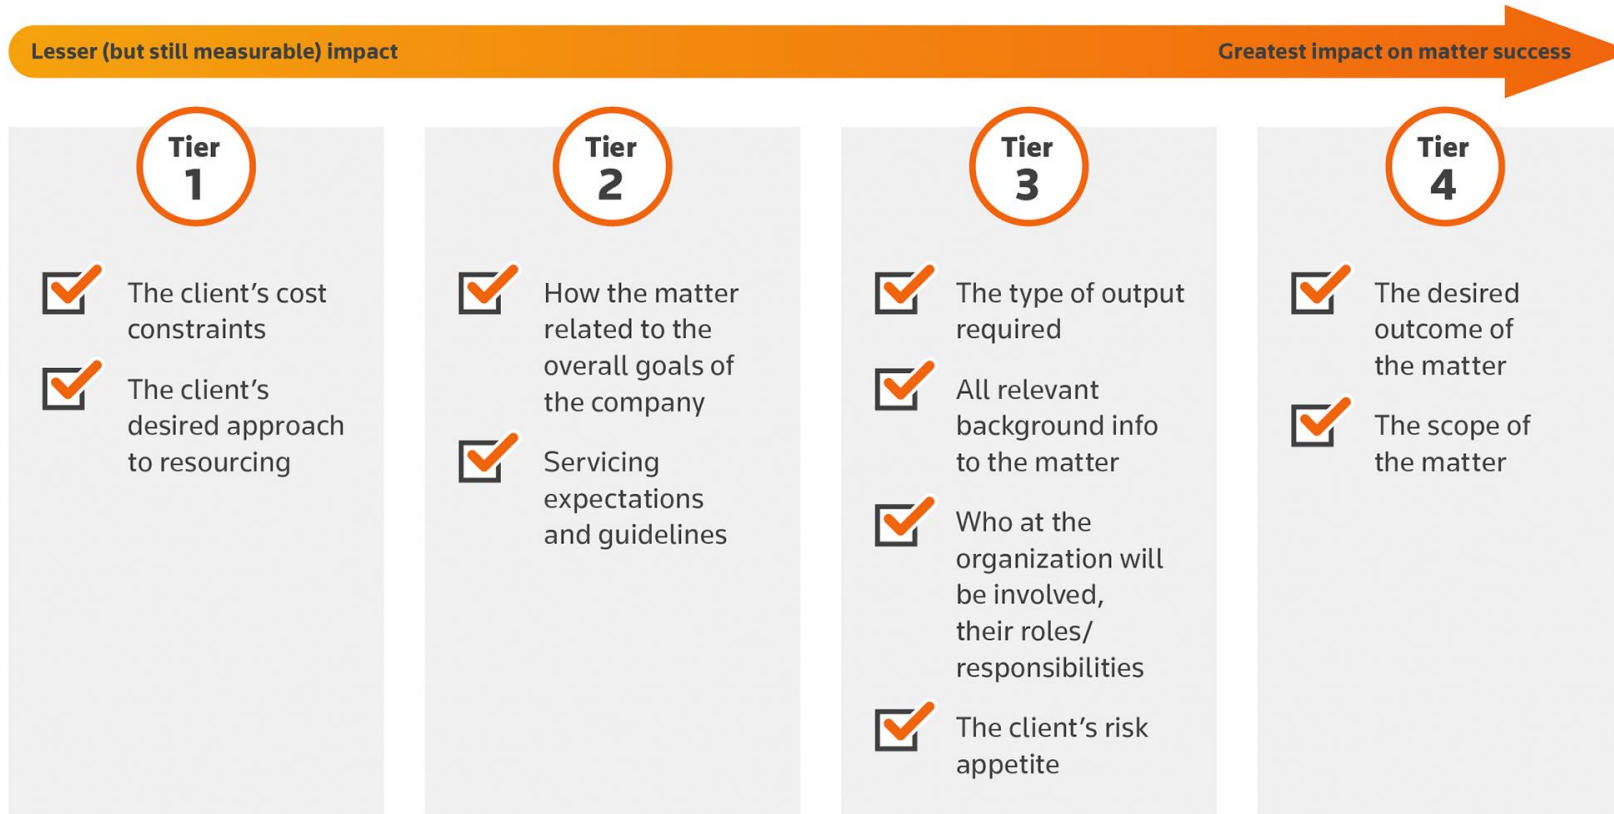 Lesser (but still measurable) impact
Greatest impact on matter success
Tier
1
The client's cost
constraints
The client's
desired approach
to resourcing
Tier
2
How the matter
related to the
overall goals of
the company
Servicing
expectations
and guidelines
Tier
3
The type of output
required
All relevant
background info
to the matter
Who at the
organization will
be involved,
their roles/
responsibilities
The client's risk
appetite
Tier
4
The desired
outcome of
the matter
The scope of
the matter